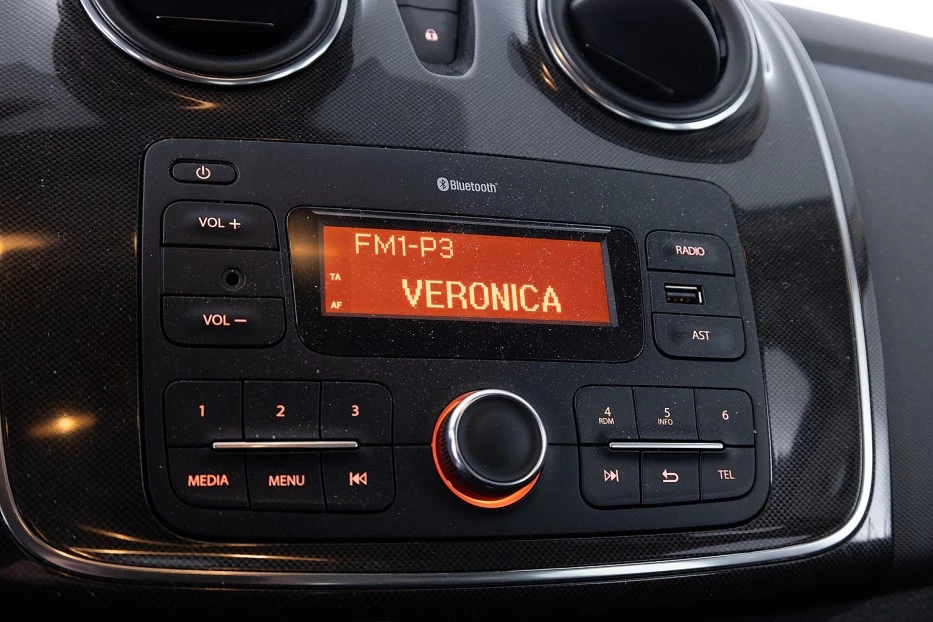 Bluetooth
VOL +
FM1-P3
RADIO
TA
VERONICA
AF
VOL −
AST
1 2 3
4 5 6
RDM INFO
MEDIA MENU
TEL